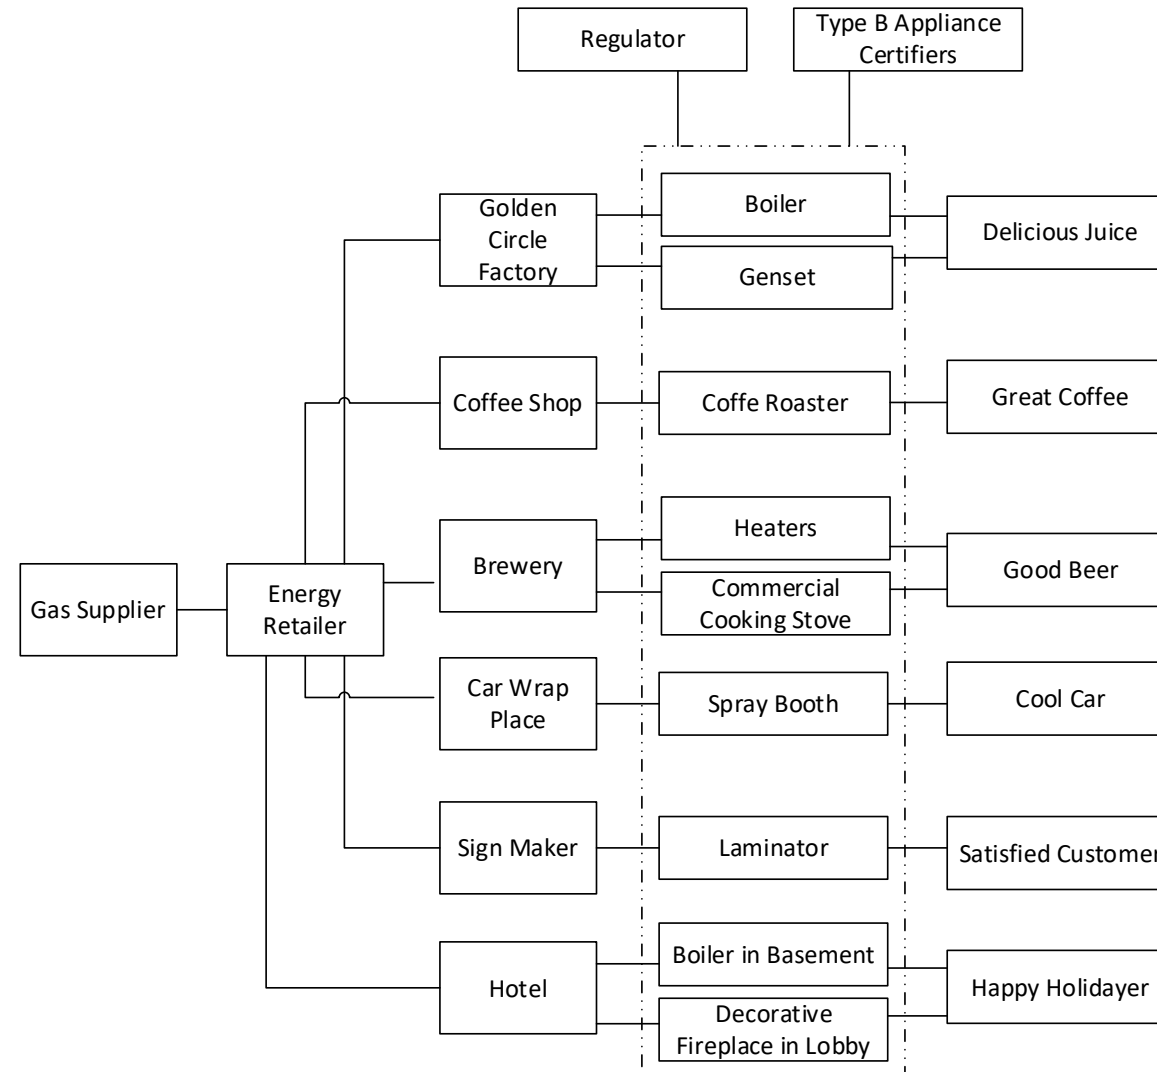 Regulator
Type B Appliance
Certifiers
Golden
Circle
Factory
Boiler
Genset
Delicious Juice
Coffee Shop
Coffe Roaster
Great Coffee
Gas Supplier
Energy
Retailer
Brewery
Heaters
Commercial
Cooking Stove
Good Beer
Car Wrap
Place
Spray Booth
Cool Car
Sign Maker
Laminator
Satisfied Customer
Hotel
Boiler in Basement
Decorative
Fireplace in Lobby
Happy Holidayer